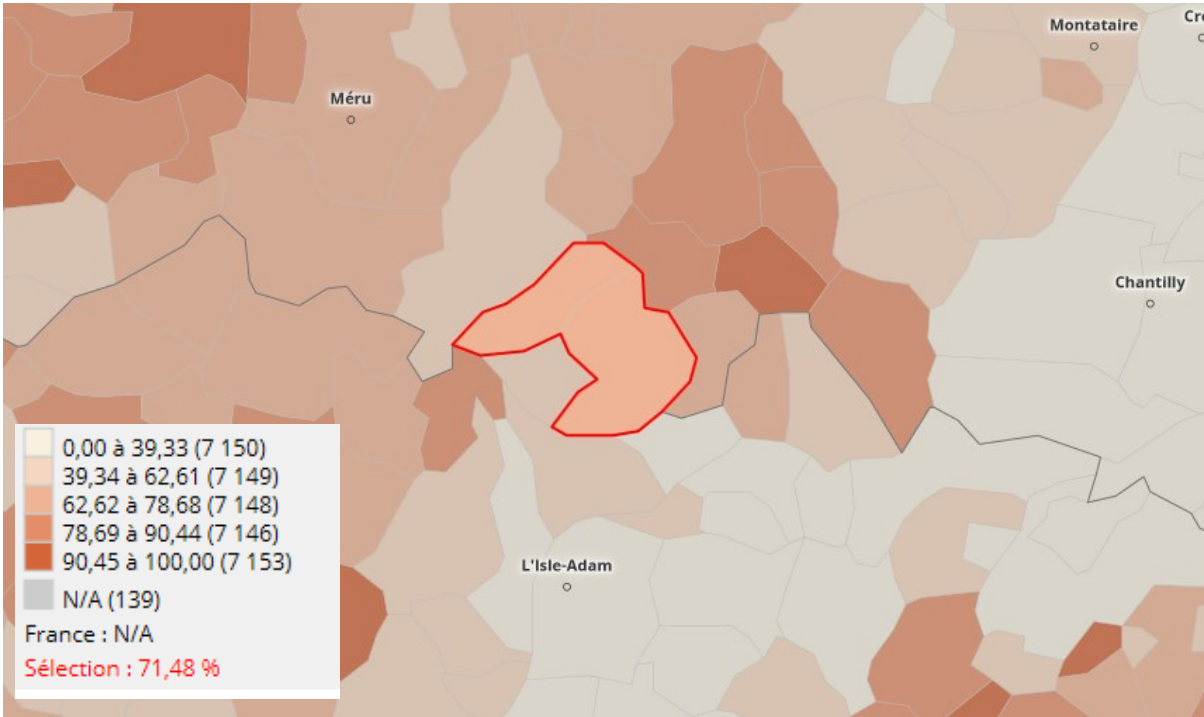 Montataire
Cre
Méru
Chantilly
L'Isle-Adam
0,00 à 39,33 (7 150)
39,34 à 62,61 (7 149)
62,62 à 78,68 (7 148)
78,69 à 90,44 (7 146)
90,45 à 100,00 (7 153)
N/A (139)
France : N/A
Sélection : 71,48 %